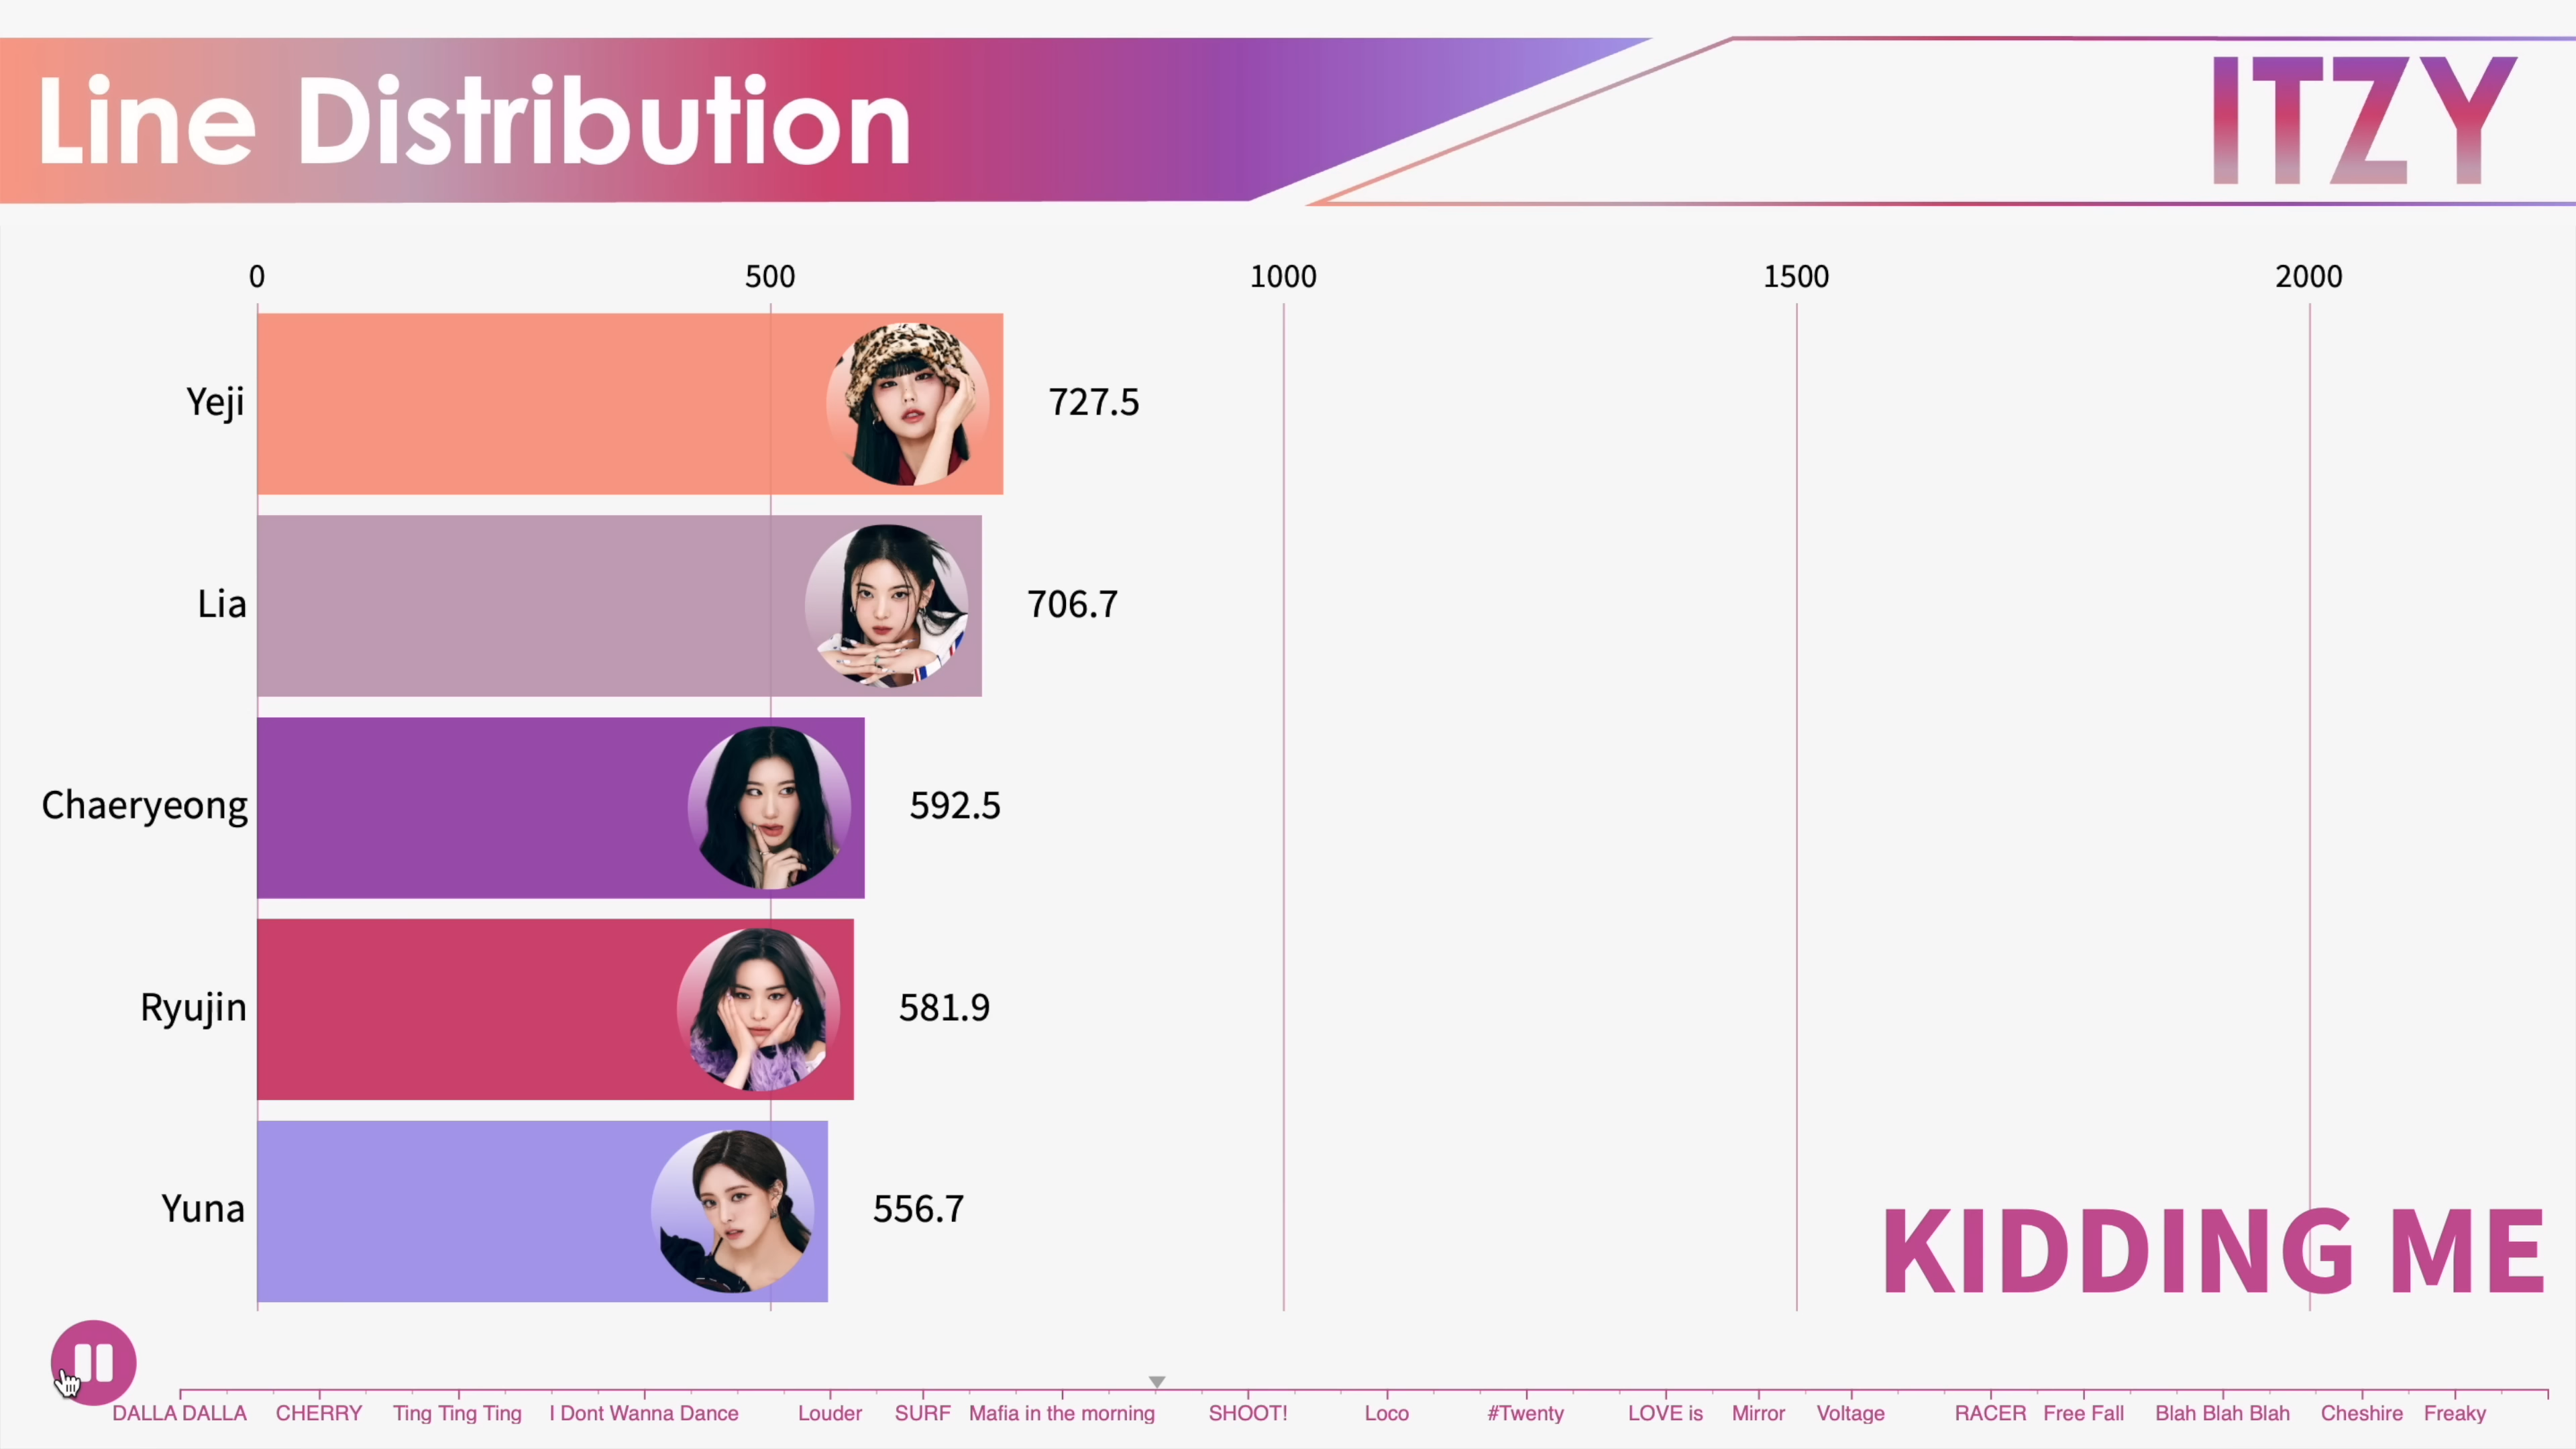 Line Distribution
ITZY
0 500 1000 1500 2000
Yeji 727.5
Lia 706.7
Chaeryeong 592.5
Ryujin 581.9
Yuna 556.7
KIDDING ME
DALLA DALLA CHERRY Ting Ting Ting I Dont Wanna Dance Louder SURF Mafia in the morning SHOOT! Loco #Twenty LOVE is Mirror Voltage RACER Free Fall Blah Blah Blah Cheshire Freaky